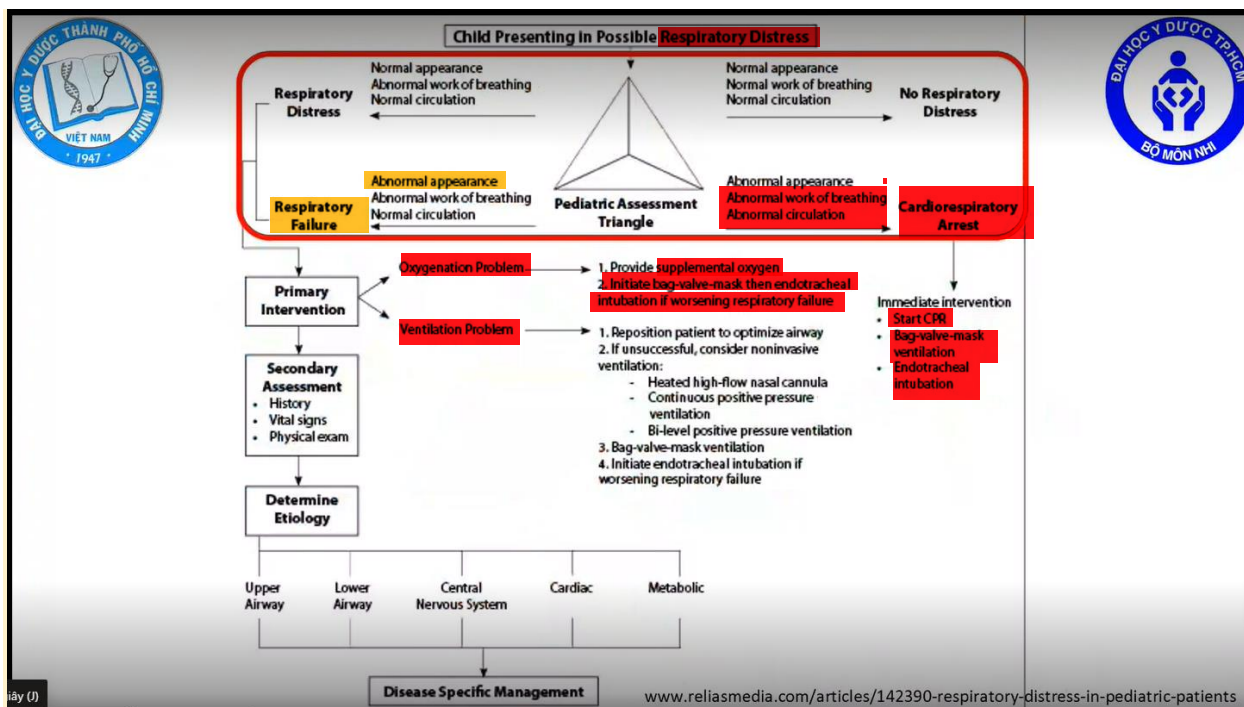 ĐẠI HỌC Y DƯỢC THÀNH PHỐ HỒ CHÍ MINH
VIỆT NAM
1947
ĐẠI HỌC Y DƯỢC TP.HCM
BỘ MÔN NHI
Child Presenting in Possible Respiratory Distress
Respiratory
Distress
Normal appearance
Abnormal work of breathing
Normal circulation
Normal appearance
Normal work of breathing
Normal circulation
No Respiratory
Distress
Respiratory
Failure
Abnormal appearance
Abnormal work of breathing
Normal circulation
Pediatric Assessment
Triangle
Abnormal appearance
Abnormal work of breathing
Abnormal circulation
Cardiorespiratory
Arrest
Primary
Intervention
Oxygenation Problem
1. Provide supplemental oxygen
2. Initiate bag-valve-mask then endotracheal
intubation if worsening respiratory failure
Ventilation Problem
1. Reposition patient to optimize airway
2. If unsuccessful, consider noninvasive
ventilation:
- Heated high-flow nasal cannula
- Continuous positive pressure
ventilation
- Bi-level positive pressure ventilation
3. Bag-valve-mask ventilation
4. Initiate endotracheal intubation if
worsening respiratory failure
Immediate intervention
• Start CPR
• Bag-valve-mask
ventilation
• Endotracheal
intubation
Secondary
Assessment
• History
• Vital signs
• Physical exam
Determine
Etiology
Upper
Airway
Lower
Airway
Central
Nervous System
Cardiac
Metabolic
Disease Specific Management
iây (J)
www.reliasmedia.com/articles/142390-respiratory-distress-in-pediatric-patients